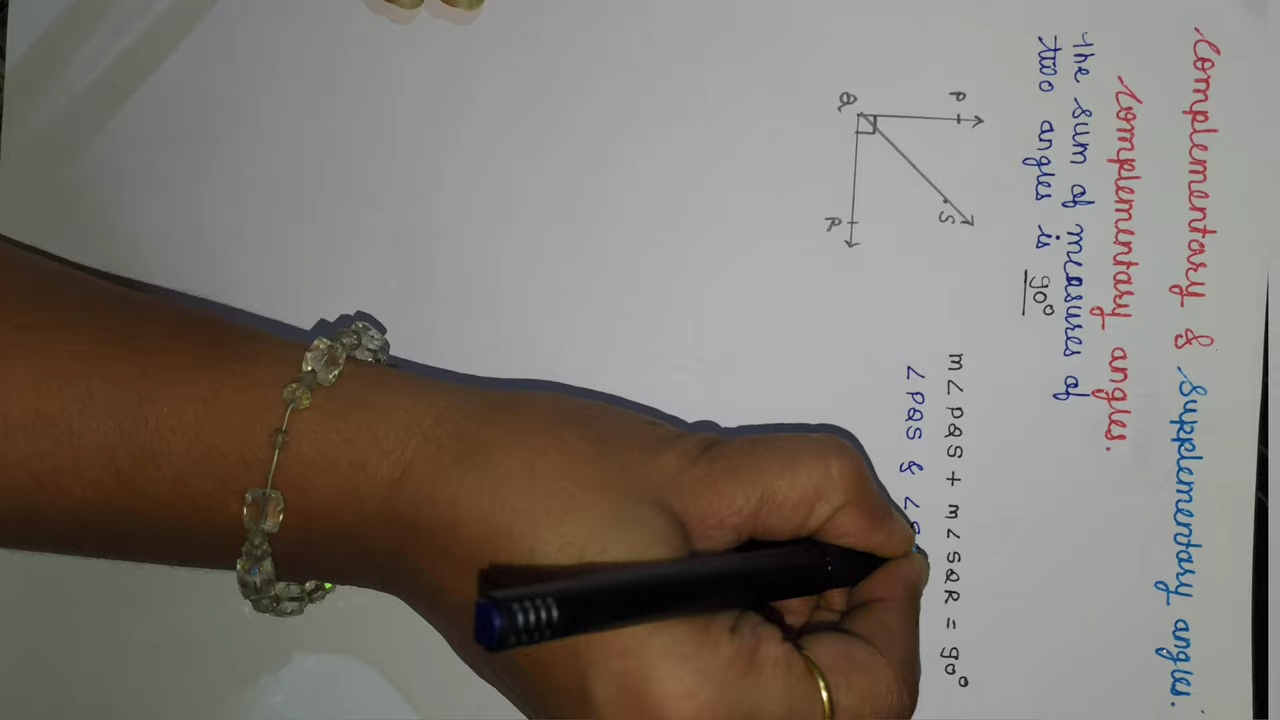 Complementary & supplementary angles.
Complementary angles.
The sum of measures of
two angles is 90°
P
S
Q
R
m∠PQS + m∠SQR = 90°
∠PQS & ∠S